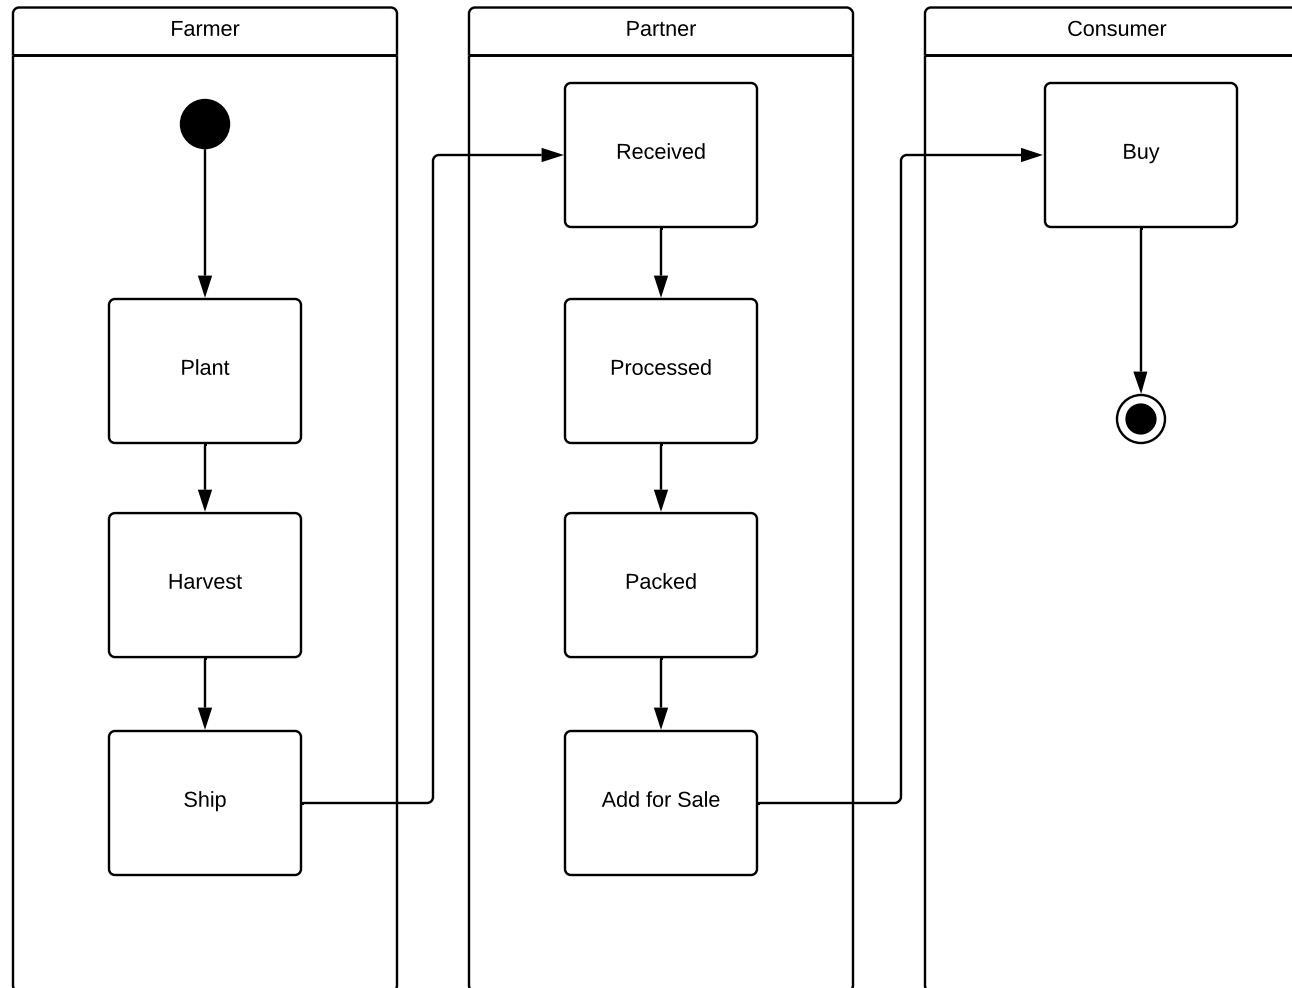 Farmer
Plant
Harvest
Ship
Partner
Received
Processed
Packed
Add for Sale
Consumer
Buy